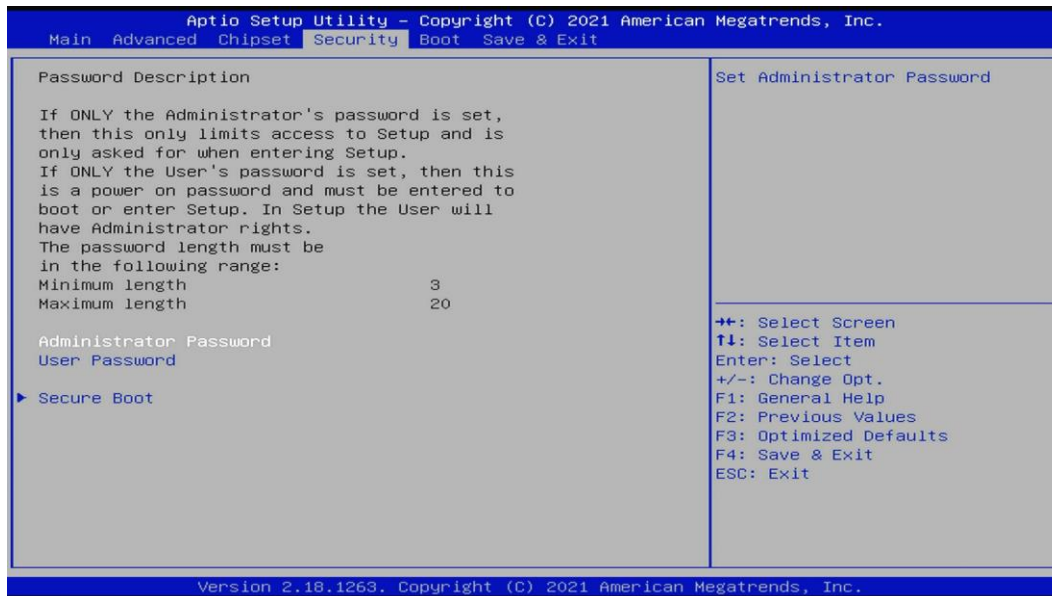 Aptio Setup Utility – Copyright (C) 2021 American Megatrends, Inc.
Main Advanced Chipset Security Boot Save & Exit
Password Description
If ONLY the Administrator's password is set,
then this only limits access to Setup and is
only asked for when entering Setup.
If ONLY the User's password is set, then this
is a power on password and must be entered to
boot or enter Setup. In Setup the User will
have Administrator rights.
The password length must be
in the following range:
Minimum length 3
Maximum length 20
Administrator Password
User Password
▶ Secure Boot
Set Administrator Password
→←: Select Screen
↑↓: Select Item
Enter: Select
+/-: Change Opt.
F1: General Help
F2: Previous Values
F3: Optimized Defaults
F4: Save & Exit
ESC: Exit
Version 2.18.1263. Copyright (C) 2021 American Megatrends, Inc.